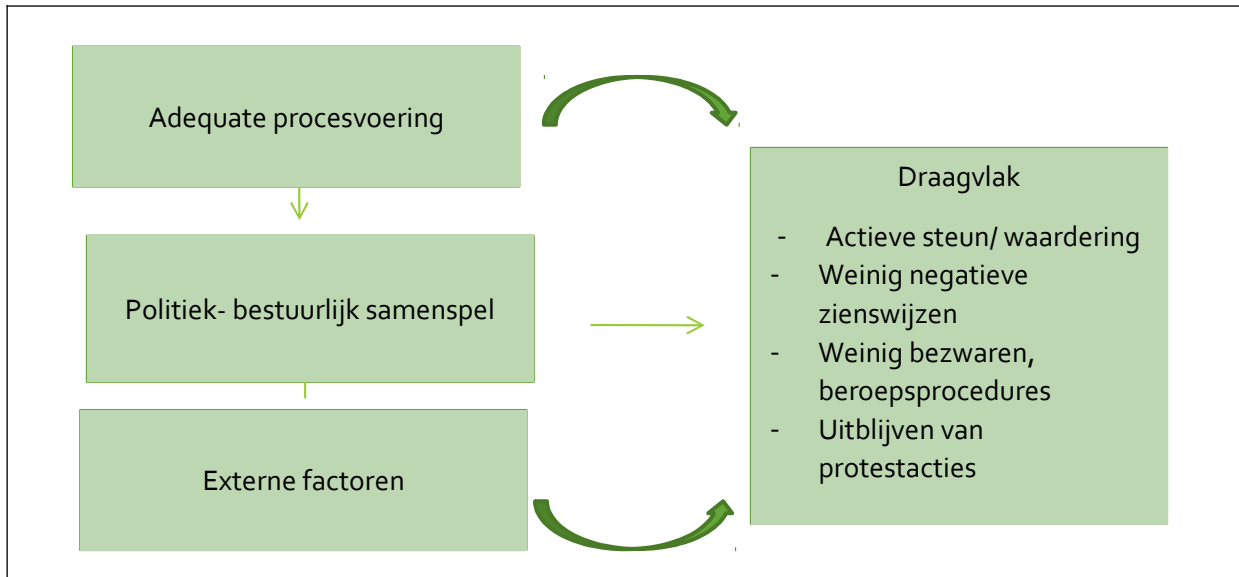 Adequate procesvoering
Politiek- bestuurlijk samenspel
Externe factoren
Draagvlak
- Actieve steun/ waardering
- Weinig negatieve
zienswijzen
- Weinig bezwaren,
beroepsprocedures
- Uitblijven van
protestacties